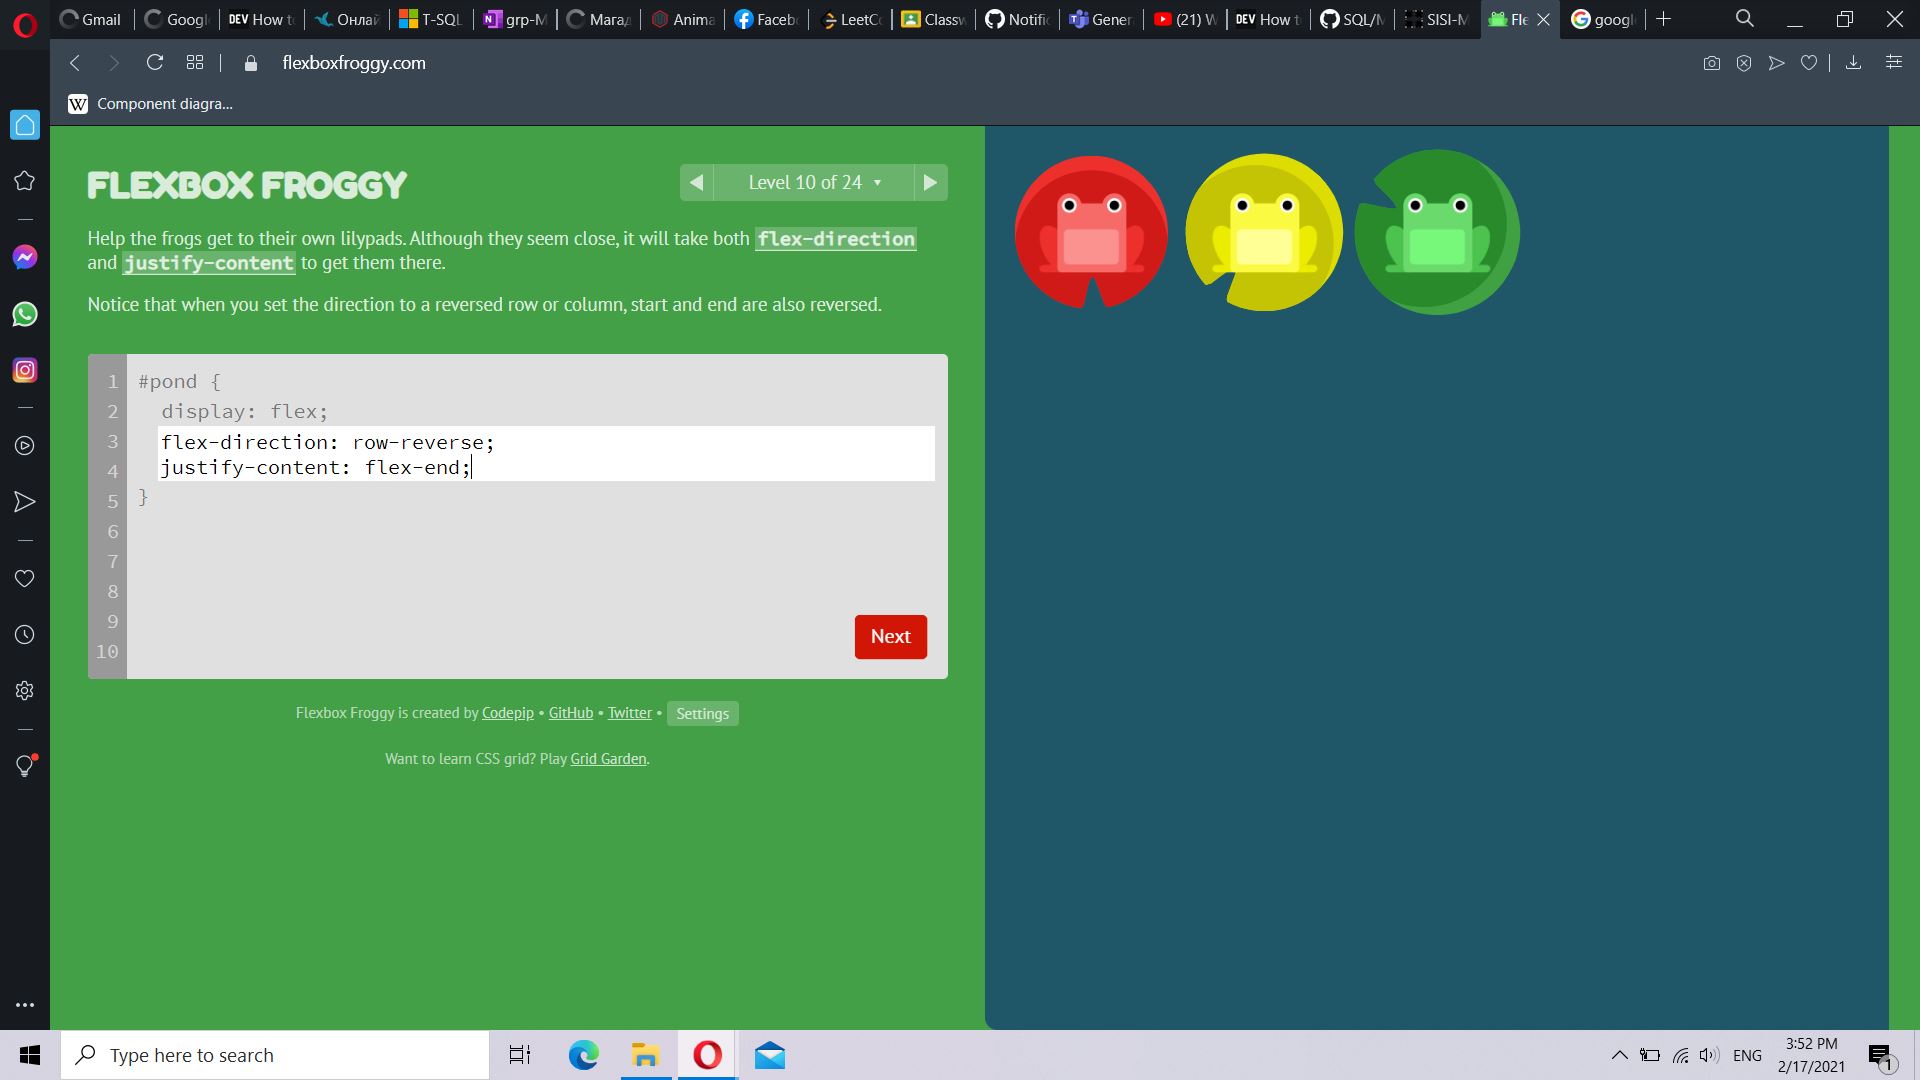 Gmail
Googl
DEV How t
Онлай
T-SQL
grp-M
Магад
Anima
Facebo
LeetCo
Classw
Notific
Gener
(21) W
DEV How t
SQL/M
SISI-M
Fle
googl
flexboxfroggy.com
W Component diagra...
FLEXBOX FROGGY
Level 10 of 24
Help the frogs get to their own lilypads. Although they seem close, it will take both flex-direction
and justify-content to get them there.
Notice that when you set the direction to a reversed row or column, start and end are also reversed.
1 #pond {
2 display: flex;
3 flex-direction: row-reverse;
4 justify-content: flex-end;
5 }
6
7
8
9
10
Next
Flexbox Froggy is created by Codepip • GitHub • Twitter • Settings
Want to learn CSS grid? Play Grid Garden.
Type here to search
ENG
3:52 PM
2/17/2021
1